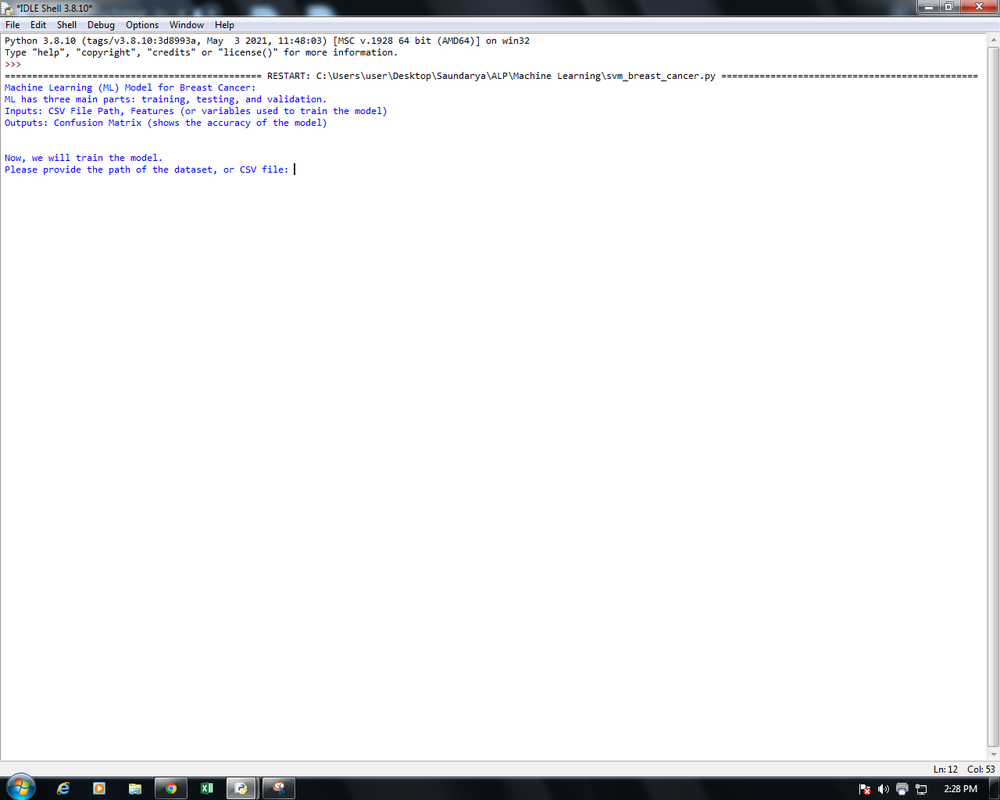 *IDLE Shell 3.8.10*
File Edit Shell Debug Options Window Help
Python 3.8.10 (tags/v3.8.10:3d8993a, May  3 2021, 11:48:03) [MSC v.1928 64 bit (AMD64)] on win32
Type "help", "copyright", "credits" or "license()" for more information.
>>>
=============================================== RESTART: C:\Users\user\Desktop\Saundarya\ALP\Machine Learning\svm_breast_cancer.py ===============================================
Machine Learning (ML) Model for Breast Cancer:
ML has three main parts: training, testing, and validation.
Inputs: CSV File Path, Features (or variables used to train the model)
Outputs: Confusion Matrix (shows the accuracy of the model)
Now, we will train the model.
Please provide the path of the dataset, or CSV file:
Ln: 12 Col: 53
2:28 PM